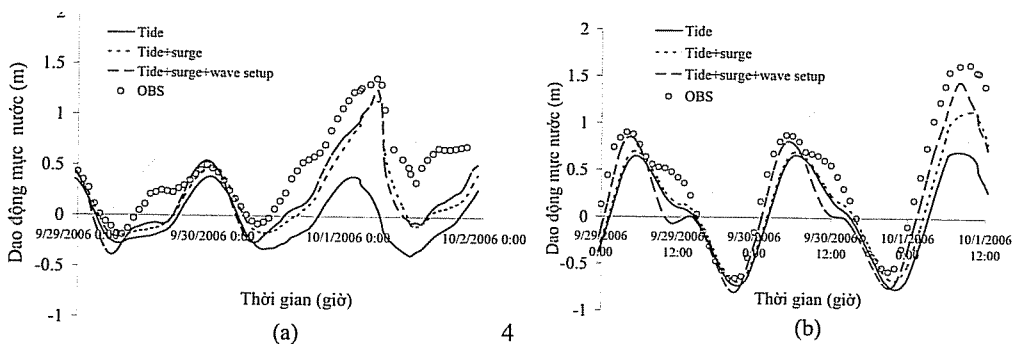 2
1.5
1
0.5
0
-0.5
-1
Dao động mực nước (m)
Tide
Tide+surge
Tide+surge+wave setup
OBS
9/29/2006 0:00
9/30/2006 0:00
10/1/2006 0:00
10/2/2006 0:00
Thời gian (giờ)
(a)
4
2
1.5
1
0.5
0
-0.5
-1
Dao động mực nước (m)
Tide
Tide+surge
Tide+surge+wave setup
OBS
9/29/2006 0:00
9/29/2006 12:00
9/30/2006 0:00
9/30/2006 12:00
10/1/2006 0:00
10/1/2006 12:00
Thời gian (giờ)
(b)